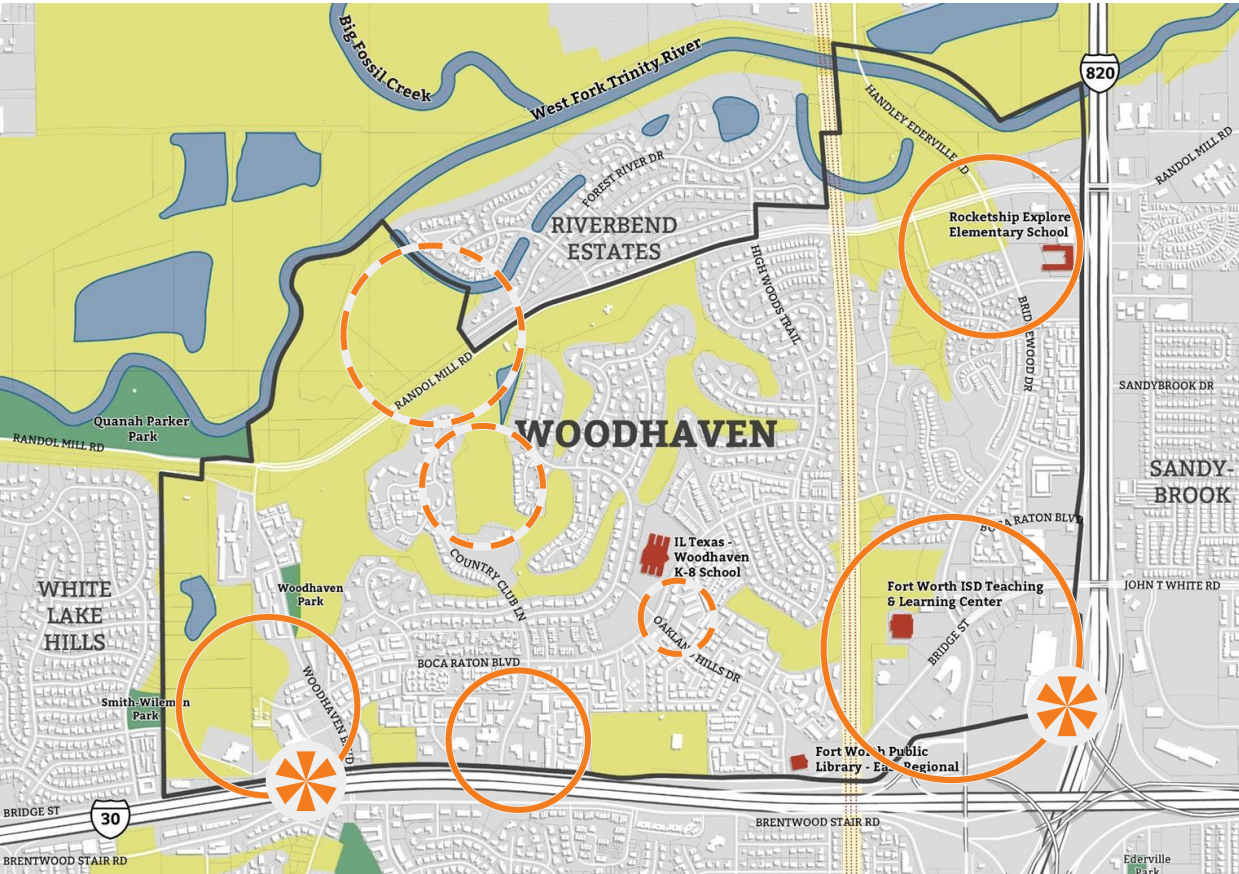 Big Fossil Creek
West Fork Trinity River
820
HANDLEY EDERVILLE RD
RANDOL MILL RD
FOREST RIVER DR
RIVERBEND
ESTATES
Rocketship Explore
Elementary School
HIGH WOODS TRAIL
BRIDGEWOOD DR
RANDOL MILL RD
SANDYBROOK DR
Quanah Parker
Park
RANDOL MILL RD
WOODHAVEN
SANDY-
BROOK
BOCA RATON BLVD
IL Texas -
Woodhaven
K-8 School
COUNTRY CLUB LN
WHITE
LAKE
HILLS
Woodhaven
Park
Fort Worth ISD Teaching
& Learning Center
JOHN T WHITE RD
OAKLAND HILLS DR
BRIDGE ST
BOCA RATON BLVD
WOODHAVEN BLVD
Smith-Wilemon
Park
Fort Worth Public
Library - East Regional
BRIDGE ST
30
BRENTWOOD STAIR RD
BRENTWOOD STAIR RD
Ederville
Park